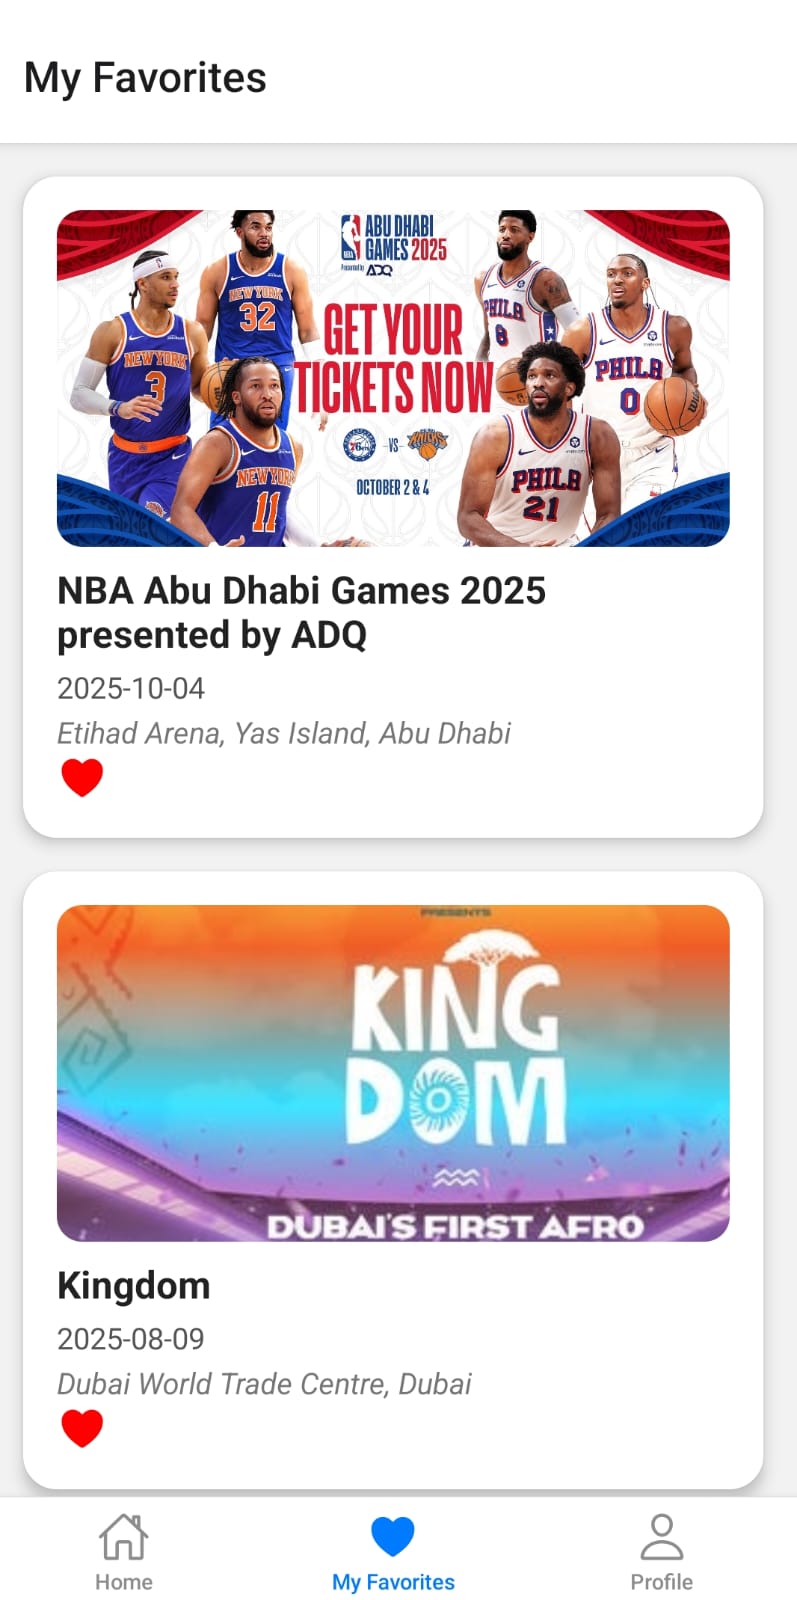 My Favorites
ABU DHABI
GAMES 2025
NBA
Presented by ADQ
GET YOUR
TICKETS NOW
76ers -VS- KNICKS
OCTOBER 2 & 4
NEW YORK
32
NEW YORK
3
NEW YORK
11
PHILA
8
PHILA
0
PHILA
21
NBA Abu Dhabi Games 2025
presented by ADQ
2025-10-04
Etihad Arena, Yas Island, Abu Dhabi
PRESENTS
KING
DOM
DUBAI'S FIRST AFRO
Kingdom
2025-08-09
Dubai World Trade Centre, Dubai
Home
My Favorites
Profile